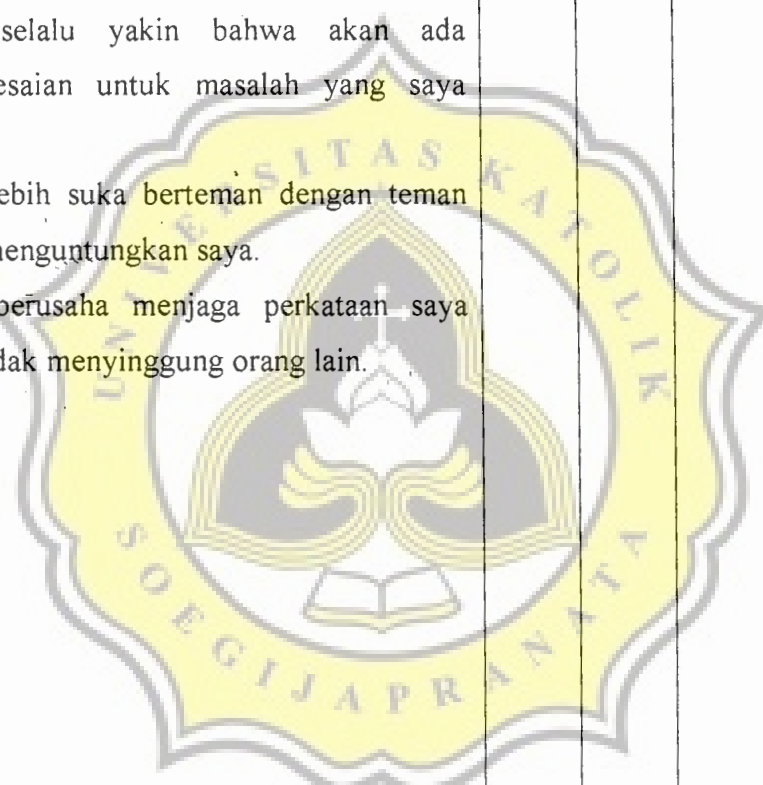 selalu yakin bahwa akan ada
esaian untuk masalah yang saya
ebih suka berteman dengan teman
nenguntungkan saya.
berusaha menjaga perkataan saya
dak menyinggung orang lain.
UNIVERSITAS KATOLIK
SOEGIJAPRANATA